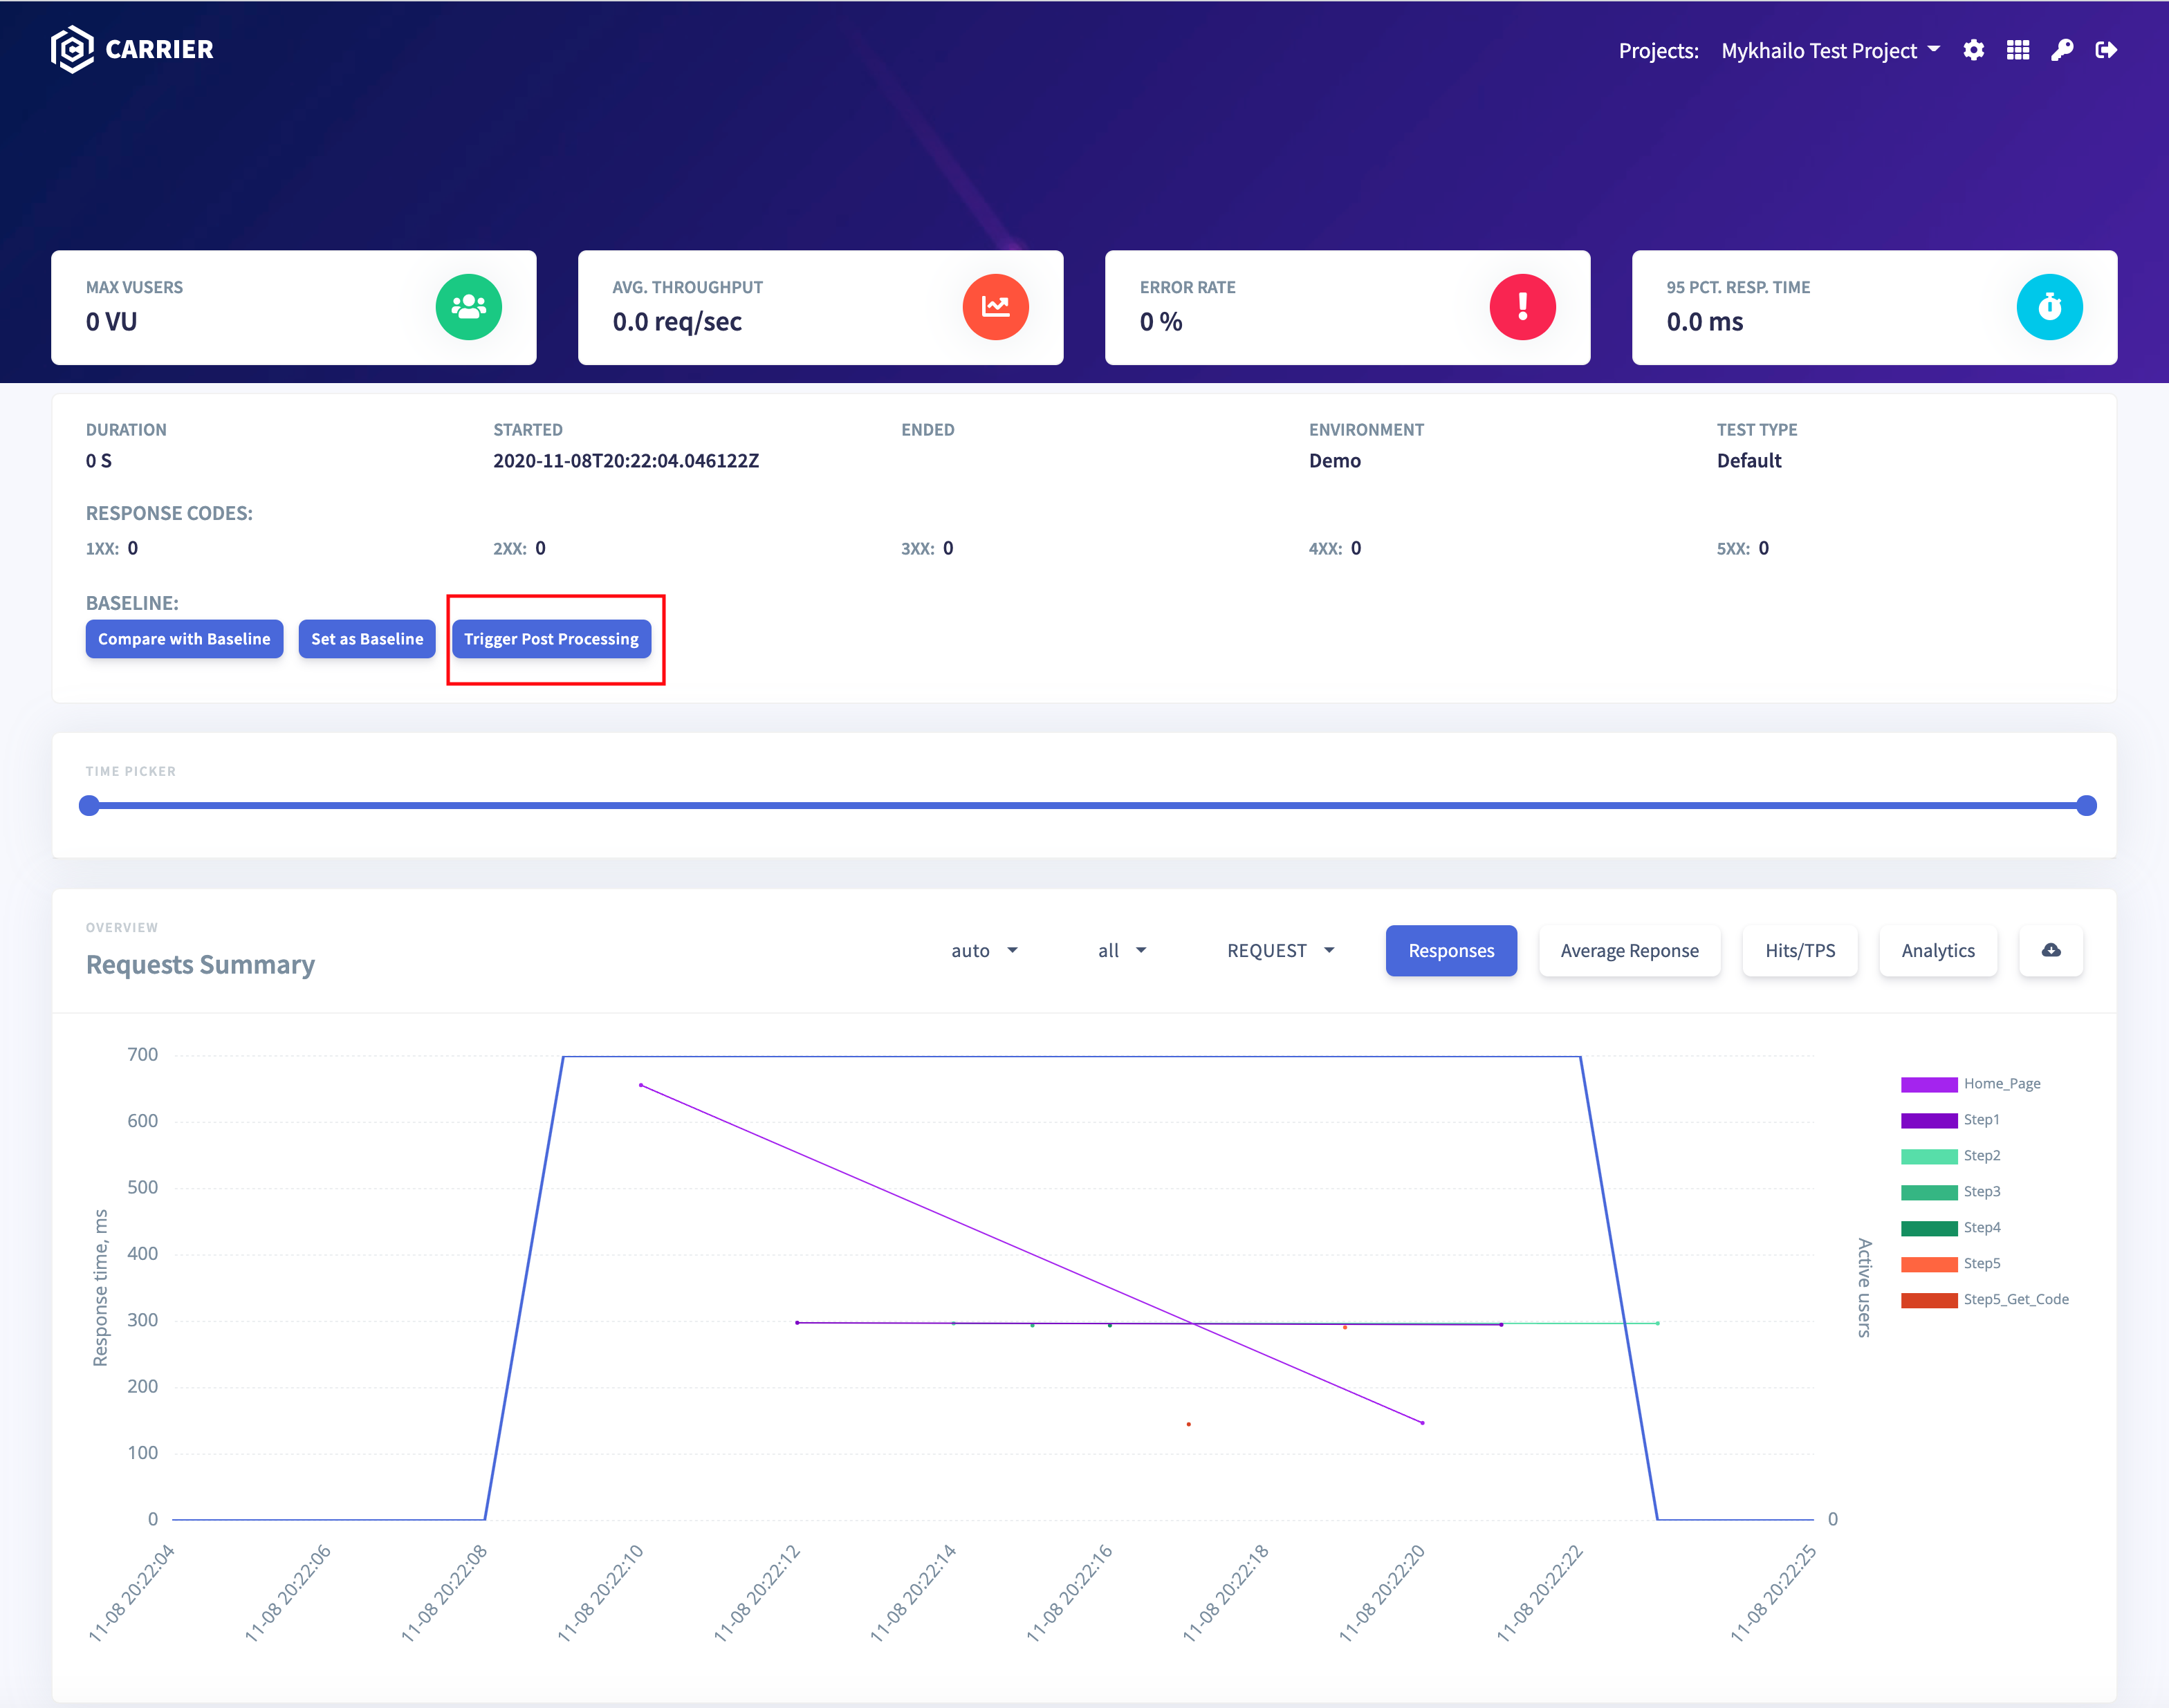 CARRIER
Projects: Mykhailo Test Project
MAX VUSERS
0 VU
AVG. THROUGHPUT
0.0 req/sec
ERROR RATE
0 %
95 PCT. RESP. TIME
0.0 ms
DURATION
0 S
STARTED
2020-11-08T20:22:04.046122Z
ENDED
ENVIRONMENT
Demo
TEST TYPE
Default
RESPONSE CODES:
1XX: 0
2XX: 0
3XX: 0
4XX: 0
5XX: 0
BASELINE:
Compare with Baseline
Set as Baseline
Trigger Post Processing
TIME PICKER
OVERVIEW
Requests Summary
auto
all
REQUEST
Responses
Average Reponse
Hits/TPS
Analytics
700
600
500
400
300
200
100
0
Response time, ms
0
Active users
Home_Page
Step1
Step2
Step3
Step4
Step5
Step5_Get_Code
11-08 20:22:04
11-08 20:22:06
11-08 20:22:08
11-08 20:22:10
11-08 20:22:12
11-08 20:22:14
11-08 20:22:16
11-08 20:22:18
11-08 20:22:20
11-08 20:22:22
11-08 20:22:25